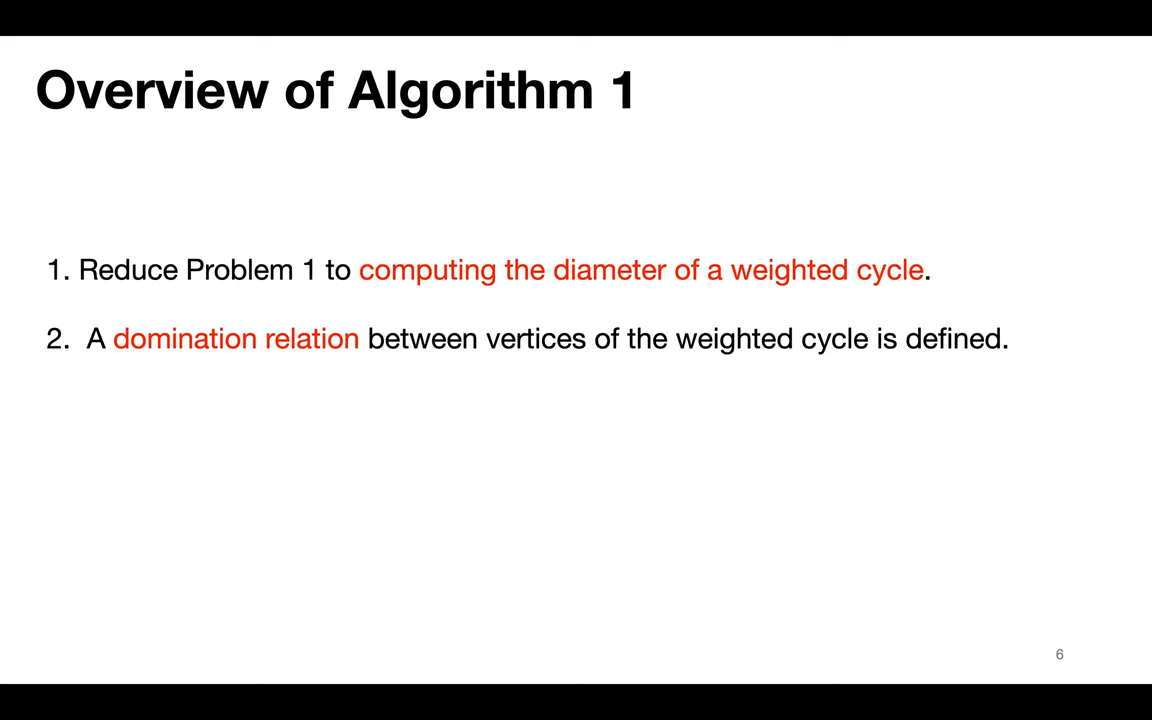 Overview of Algorithm 1
1. Reduce Problem 1 to computing the diameter of a weighted cycle.
2. A domination relation between vertices of the weighted cycle is defined.
6